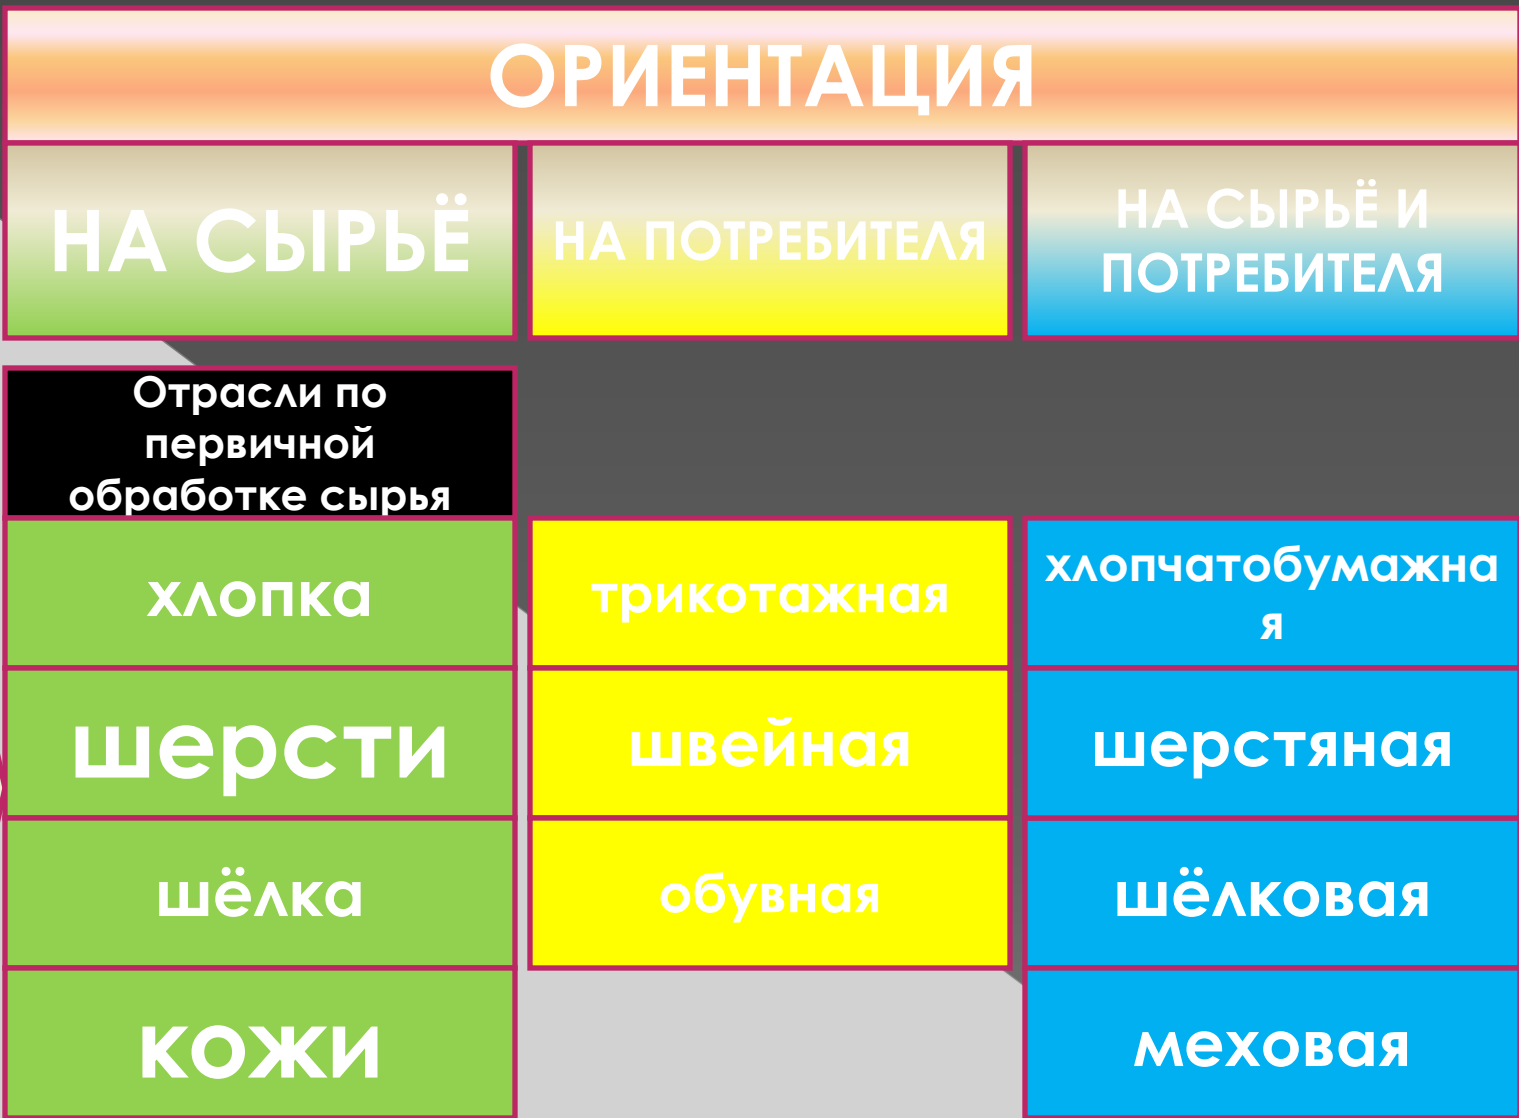 ОРИЕНТАЦИЯ
НА СЫРЬЁ
НА ПОТРЕБИТЕЛЯ
НА СЫРЬЁ И
ПОТРЕБИТЕЛЯ
Отрасли по
первичной
обработке сырья
хлопка
трикотажная
хлопчатобумажна
я
шерсти
швейная
шерстяная
шёлка
обувная
шёлковая
кожи
меховая